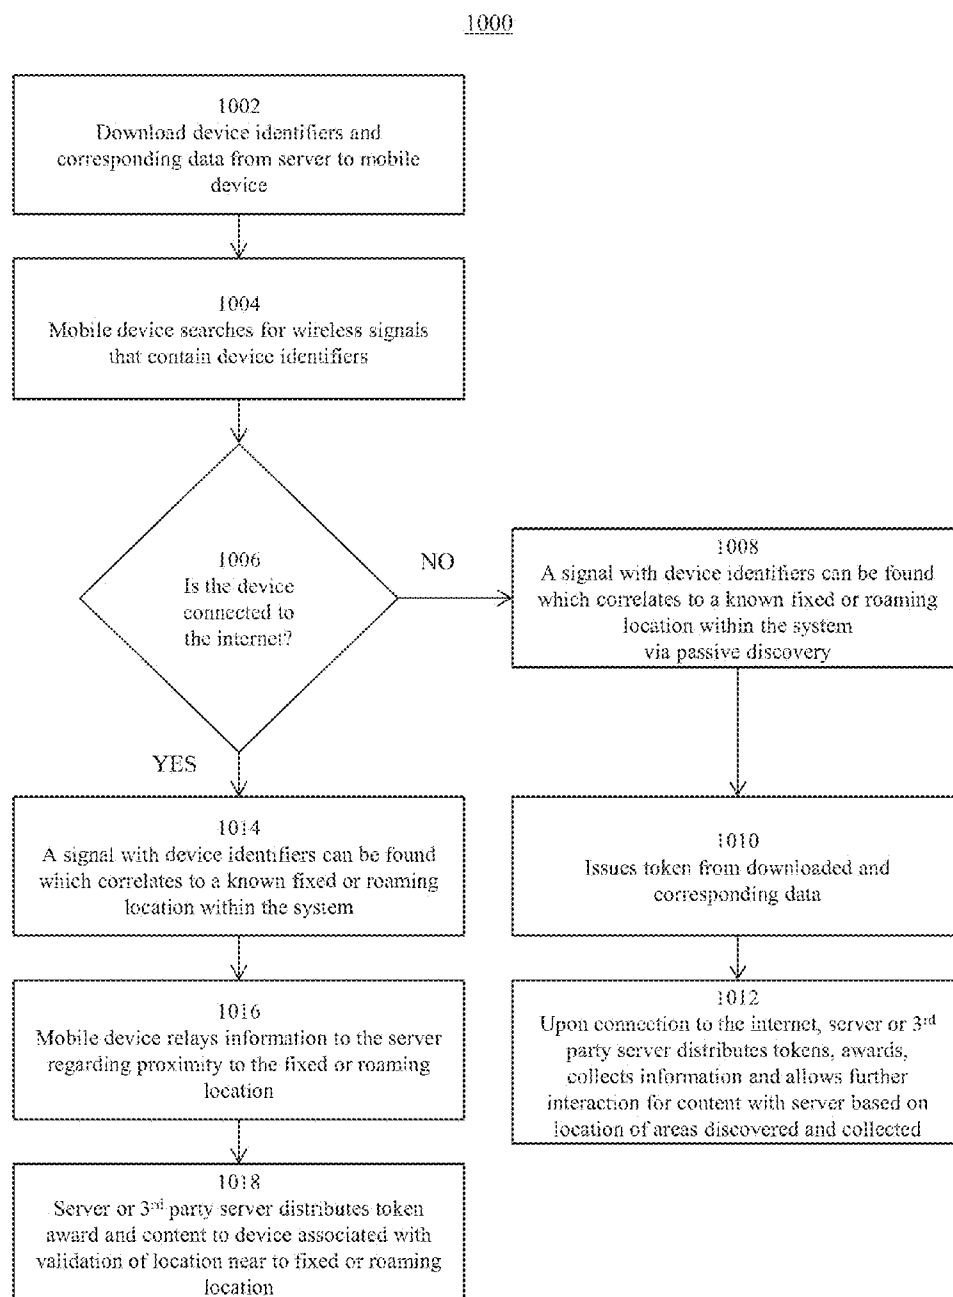 1000
1002
Download device identifiers and
corresponding data from server to mobile
device
1004
Mobile device searches for wireless signals
that contain device identifiers
1006
Is the device
connected to
the internet?
NO
1008
A signal with device identifiers can be found
which correlates to a known fixed or roaming
location within the system
via passive discovery
YES
1014
A signal with device identifiers can be found
which correlates to a known fixed or roaming
location within the system
1010
Issues token from downloaded and
corresponding data
1016
Mobile device relays information to the server
regarding proximity to the fixed or roaming
location
1012
Upon connection to the internet, server or 3rd
party server distributes tokens, awards,
collects information and allows further
interaction for content with server based on
location of areas discovered and collected
1018
Server or 3rd party server distributes token
award and content to device associated with
validation of location near to fixed or roaming
location